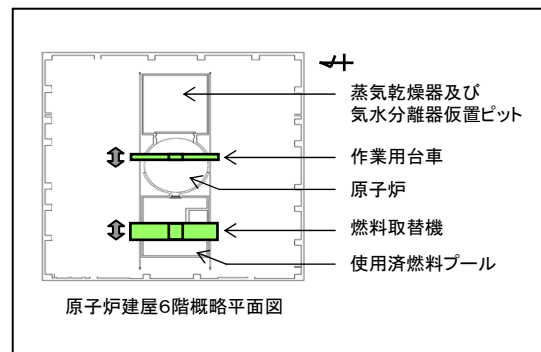 蒸気乾燥器及び
気水分離器仮置ピット
作業用台車
原子炉
燃料取替機
使用済燃料プール
原子炉建屋6階概略平面図